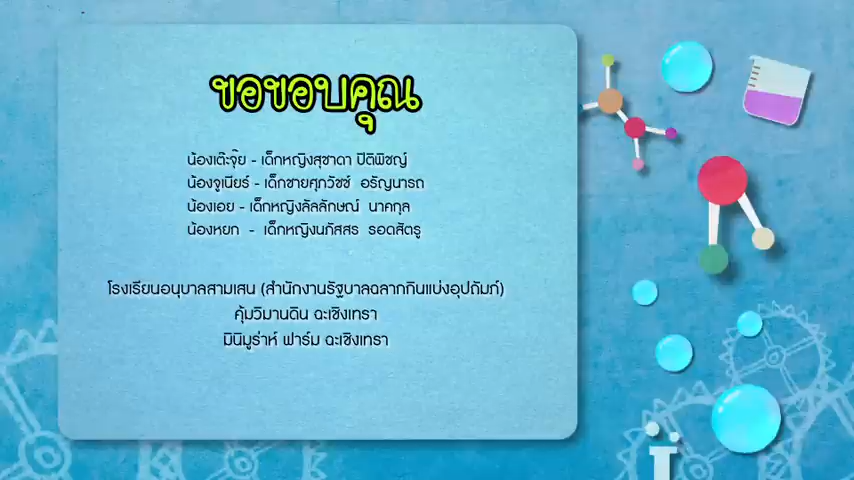 ขอขอบคุณ
น้องเต๊ะจุ๊ย - เด็กหญิงสุชาดา ปิติพิชญ์
น้องจูเนียร์ - เด็กชายศุภวัชช์ อรัญนารถ
น้องเอย - เด็กหญิงลัลลักษณ์ นาคกุล
น้องหยก - เด็กหญิงนภัสสร รอดสัตรู
โรงเรียนอนุบาลสามเสน (สำนักงานรัฐบาลฉลากกินแบ่งอุปถัมภ์)
คุ้มวิมานดิน ฉะเชิงเทรา
มินิมูร่าห์ ฟาร์ม ฉะเชิงเทรา